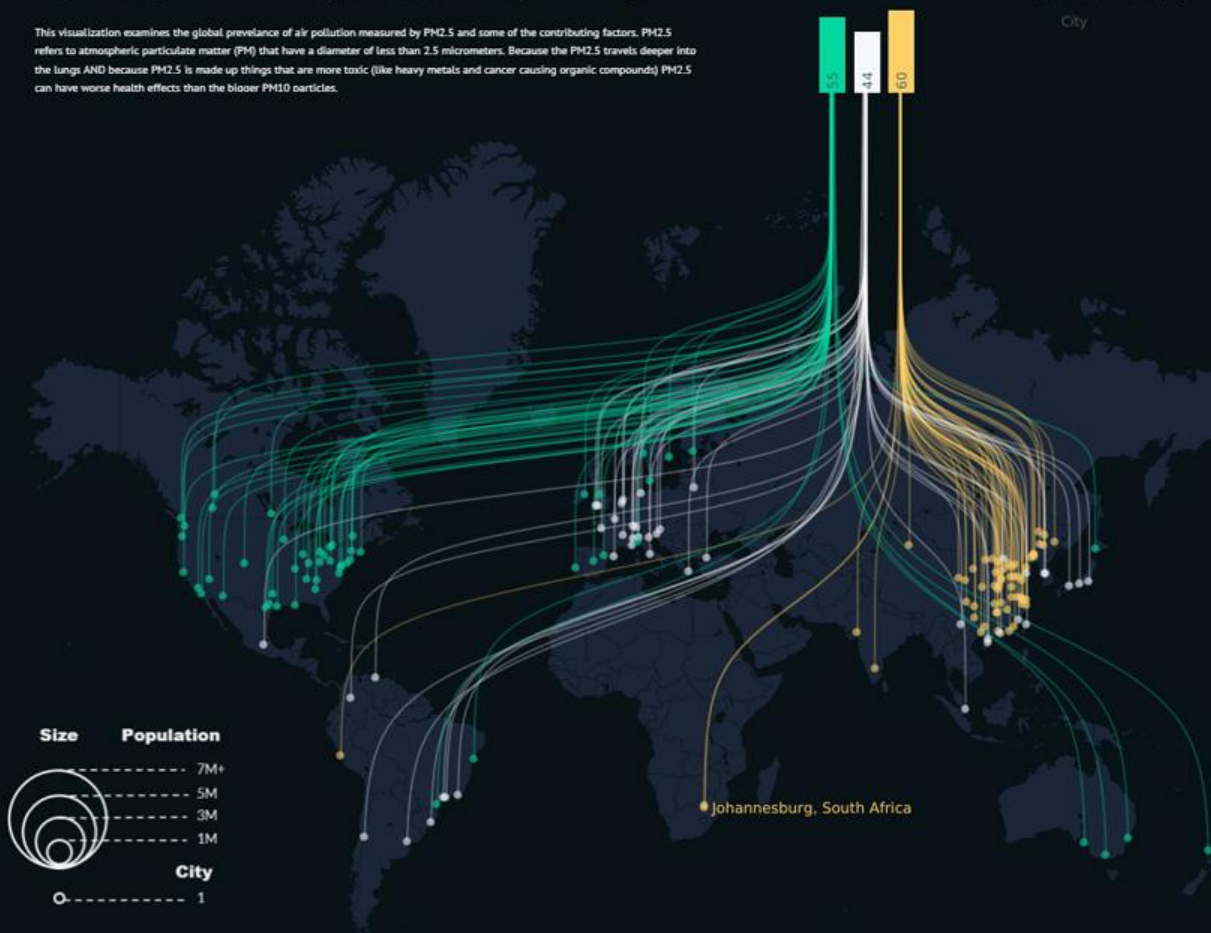 This visualization examines the global prevelance of air pollution measured by PM2.5 and some of the contributing factors. PM2.5
refers to atmospheric particulate matter (PM) that have a diameter of less than 2.5 micrometers. Because the PM2.5 travels deeper into
the lungs AND because PM2.5 is made up things that are more toxic (like heavy metals and cancer causing organic compounds) PM2.5
can have worse health effects than the bigger PM10 particles.
City
55
44
60
Johannesburg, South Africa
Size Population
7M+
5M
3M
1M
City
1